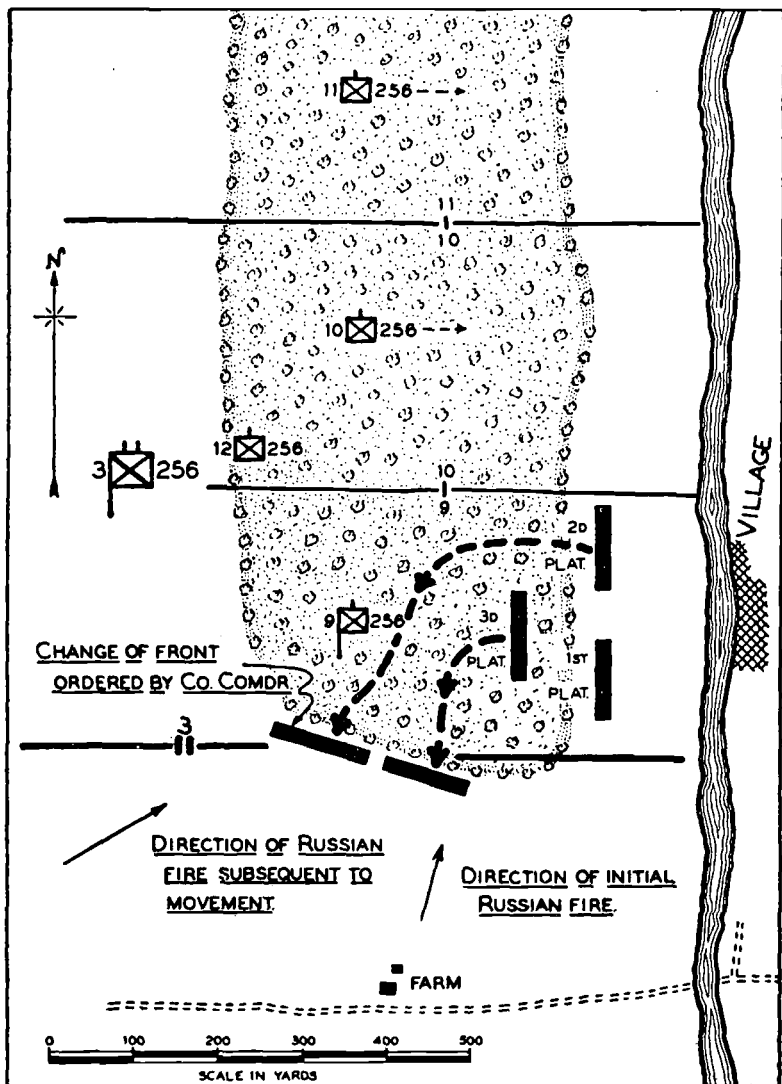 11 256
11
10
N
10 256
12 256
3 256
10
9
VILLAGE
2D
PLAT.
3D
PLAT.
1ST
PLAT.
9 256
CHANGE OF FRONT
ORDERED BY CO. COMDR.
3
DIRECTION OF RUSSIAN
FIRE SUBSEQUENT TO
MOVEMENT
DIRECTION OF INITIAL
RUSSIAN FIRE.
FARM
0 100 200 300 400 500
SCALE IN YARDS